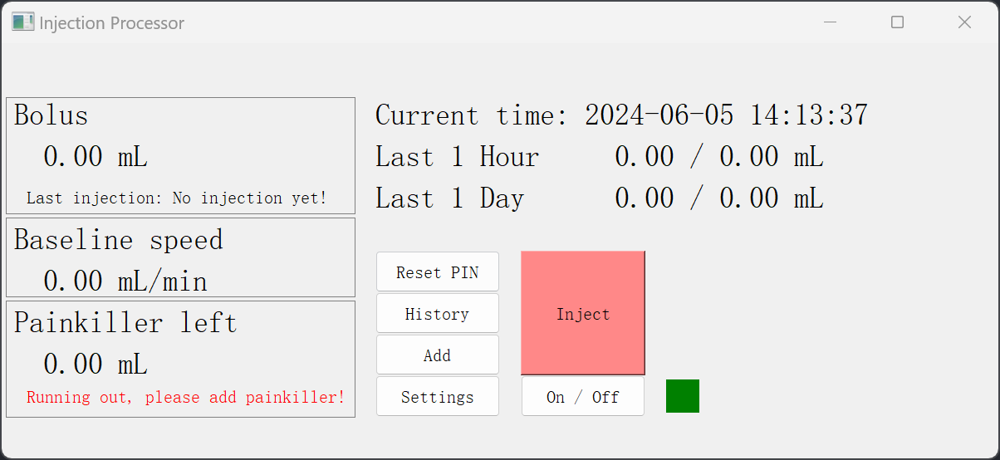 Injection Processor
Bolus
0.00 mL
Last injection: No injection yet!
Baseline speed
0.00 mL/min
Painkiller left
0.00 mL
Running out, please add painkiller!
Current time: 2024-06-05 14:13:37
Last 1 Hour 0.00 / 0.00 mL
Last 1 Day 0.00 / 0.00 mL
Reset PIN
History
Add
Settings
Inject
On / Off